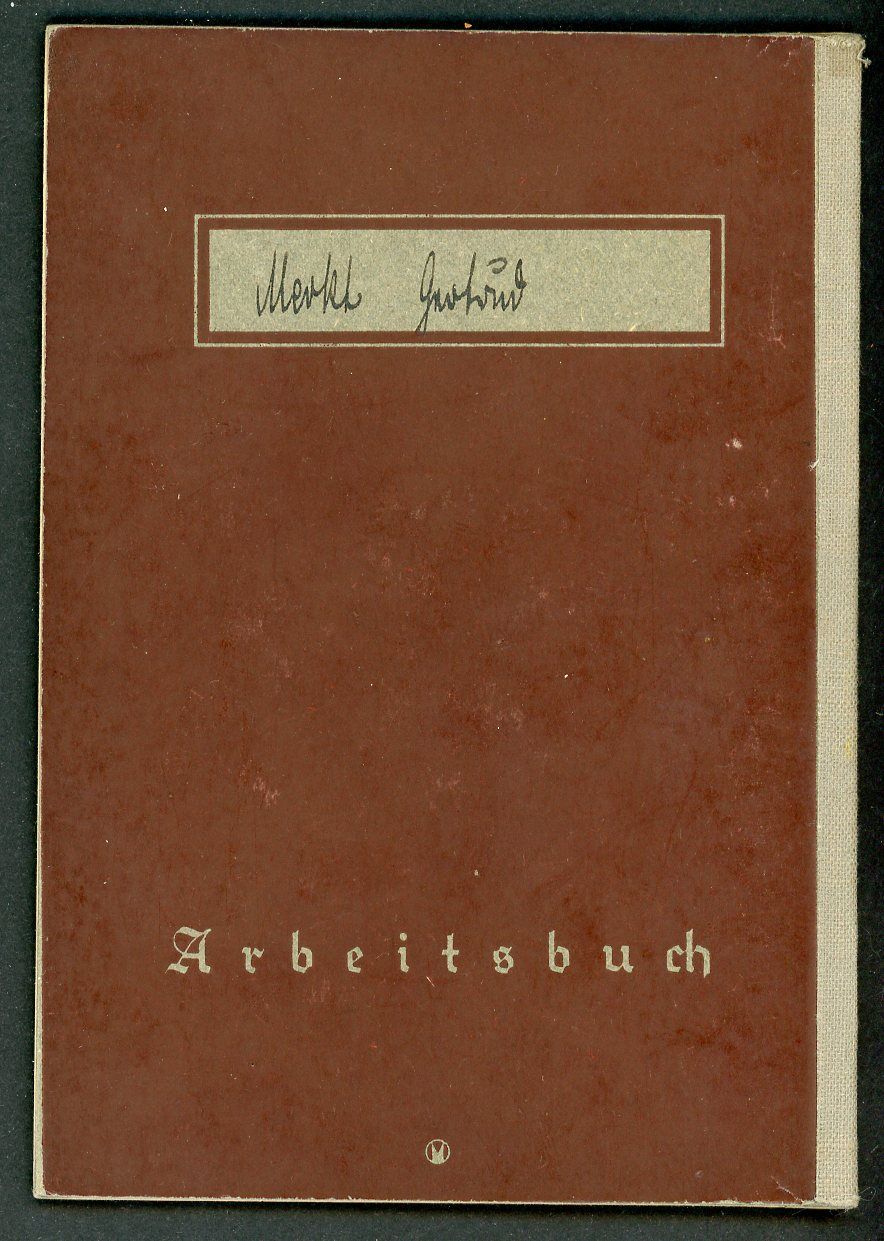 Merkt Gertrud
Arbeitsbuch
M